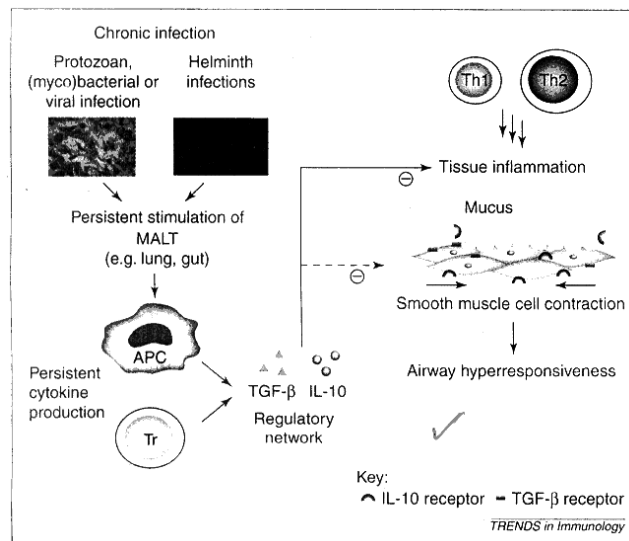 Chronic infection
Protozoan,
(myco)bacterial or
viral infection
Helminth
infections
Persistent stimulation of
MALT
(e.g. lung, gut)
APC
Persistent
cytokine
production
Tr
TGF-β IL-10
Regulatory
network
Th1
Th2
Tissue inflammation
Mucus
Smooth muscle cell contraction
Airway hyperresponsiveness
Key:
IL-10 receptor
TGF-β receptor
TRENDS in Immunology